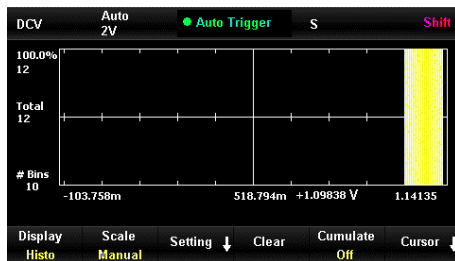 DCV Auto 2V Auto Trigger S Shift
100.0%
12
Total
12
# Bins
10
-103.758m 518.794m +1.09838 V 1.14135
Display Scale Setting Clear Cumulate Cursor
Histo Manual Off